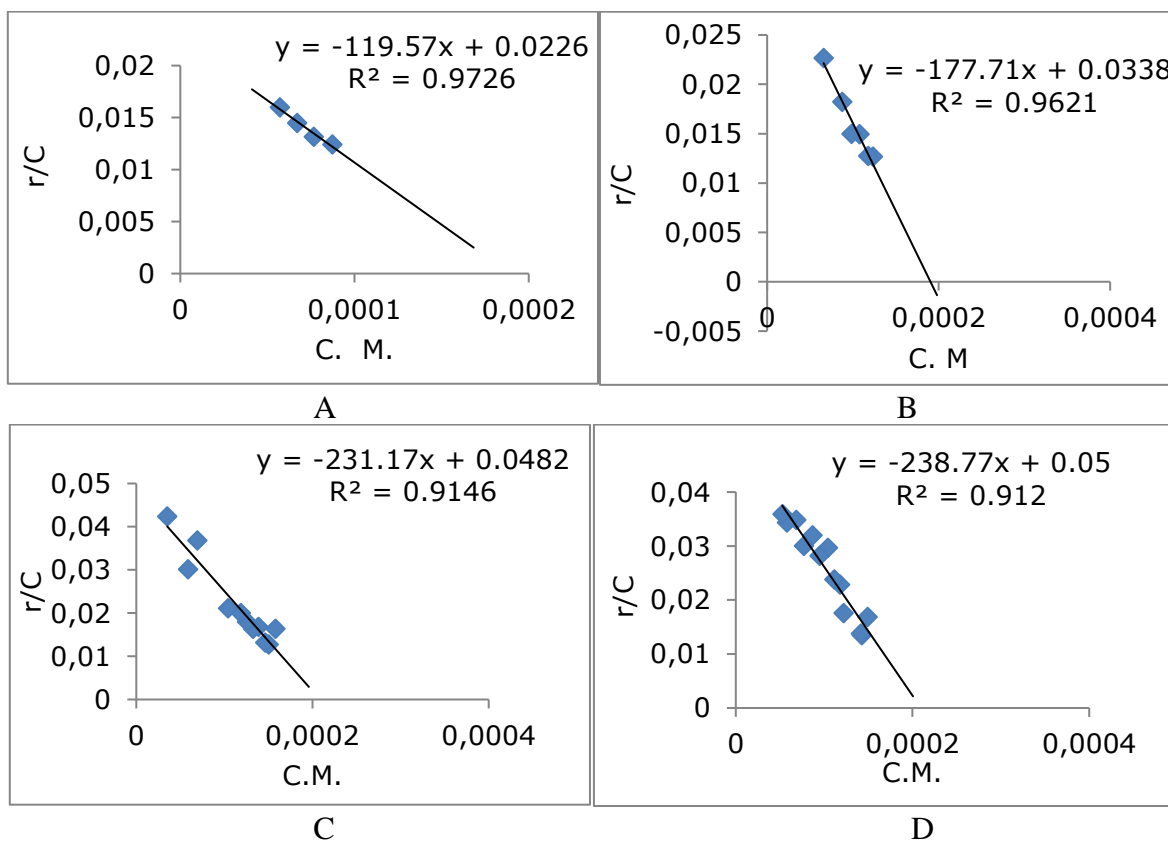 y = -119.57x + 0.0226
R² = 0.9726
0,02
0,015
0,01
0,005
0
r/C
0
0,0001
0,0002
C. M.
A
y = -177.71x + 0.0338
R² = 0.9621
0,025
0,02
0,015
0,01
0,005
0
-0,005
r/C
0
0,0002
0,0004
C. M
B
y = -231.17x + 0.0482
R² = 0.9146
0,05
0,04
0,03
0,02
0,01
0
r/C
0
0,0002
0,0004
C.M.
C
y = -238.77x + 0.05
R² = 0.912
0,04
0,03
0,02
0,01
0
r/C
0
0,0002
0,0004
C.M.
D